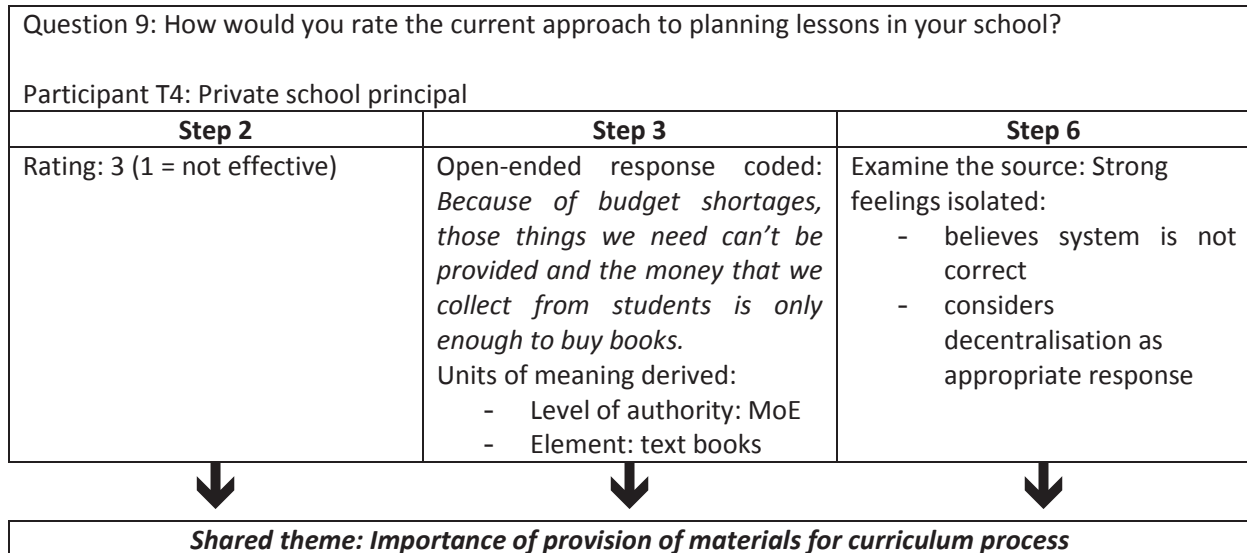 Question 9: How would you rate the current approach to planning lessons in your school?
Participant T4: Private school principal
Step 2
Rating: 3 (1 = not effective)
Step 3
Open-ended response coded:
Because of budget shortages,
those things we need can't be
provided and the money that we
collect from students is only
enough to buy books.
Units of meaning derived:
- Level of authority: MoE
- Element: text books
Step 6
Examine the source: Strong
feelings isolated:
- believes system is not
correct
- considers
decentralisation as
appropriate response
Shared theme: Importance of provision of materials for curriculum process